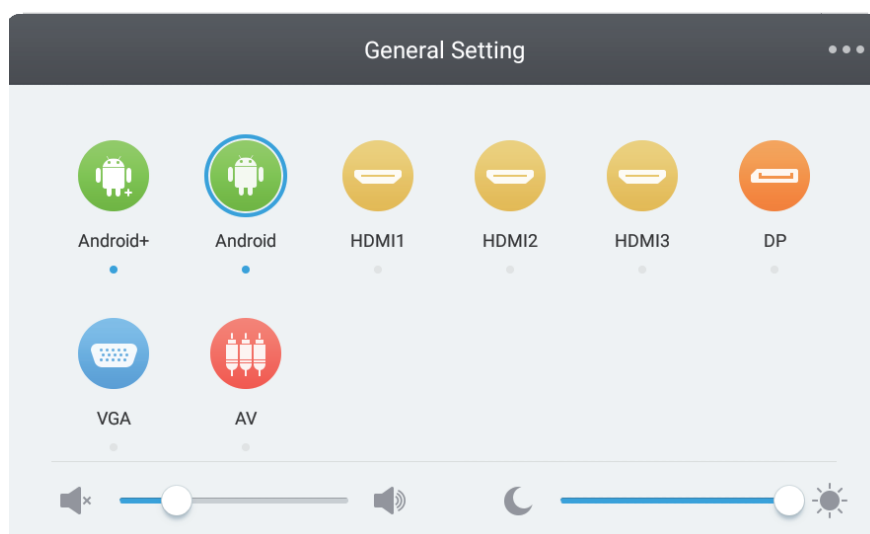 General Setting
Android+ Android HDMI1 HDMI2 HDMI3 DP
VGA AV